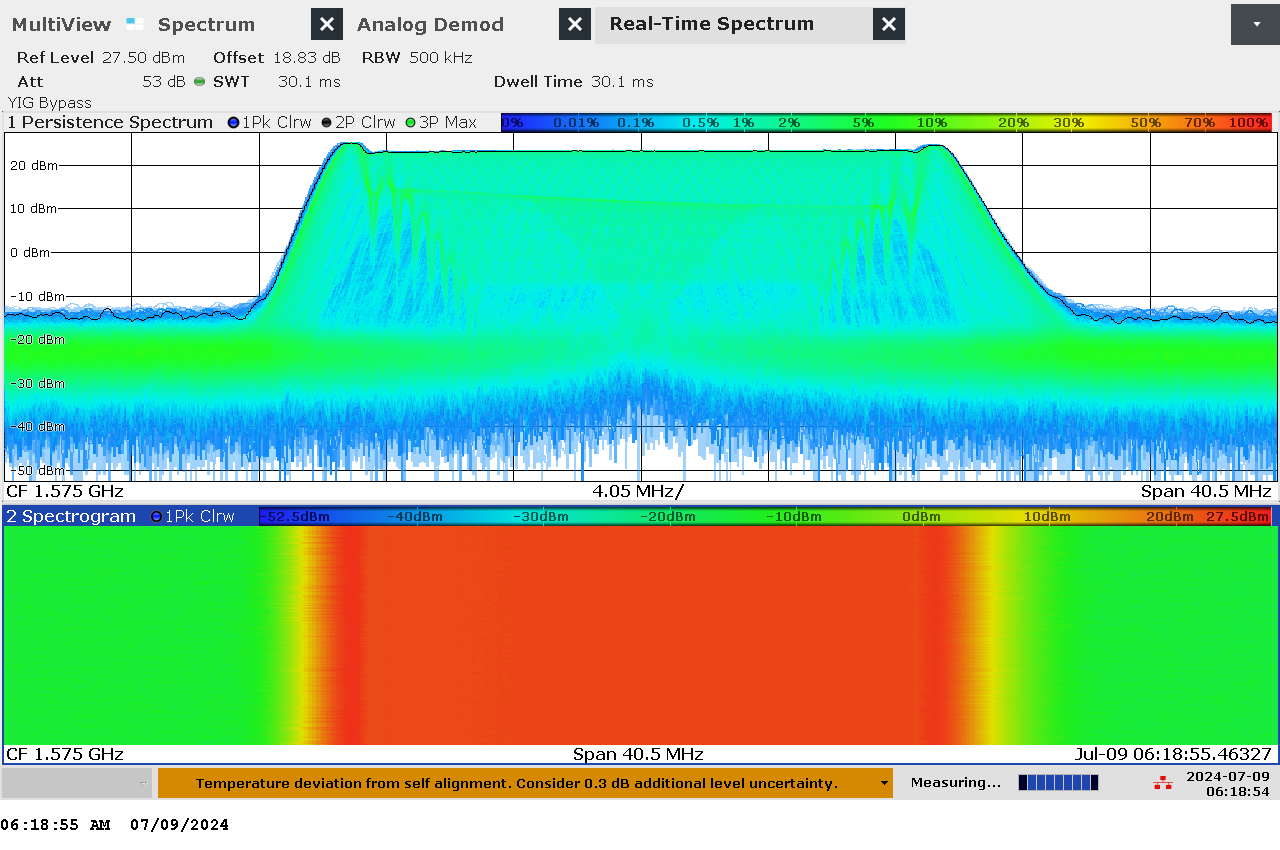 MultiView Spectrum Analog Demod Real-Time Spectrum
Ref Level 27.50 dBm Offset 18.83 dB RBW 500 kHz
Att 53 dB SWT 30.1 ms Dwell Time 30.1 ms
YIG Bypass
1 Persistence Spectrum 1Pk Clrw 2P Clrw 3P Max 0% 0.01% 0.1% 0.5% 1% 2% 5% 10% 20% 30% 50% 70% 100%
20 dBm
10 dBm
0 dBm
-10 dBm
-20 dBm
-30 dBm
-40 dBm
-50 dBm
CF 1.575 GHz 4.05 MHz/ Span 40.5 MHz
2 Spectrogram 1Pk Clrw -52.5dBm -40dBm -30dBm -20dBm -10dBm 0dBm 10dBm 20dBm 27.5dBm
CF 1.575 GHz Span 40.5 MHz Jul-09 06:18:55.46327
Temperature deviation from self alignment. Consider 0.3 dB additional level uncertainty. Measuring... 2024-07-09
06:18:54
06:18:55 AM 07/09/2024